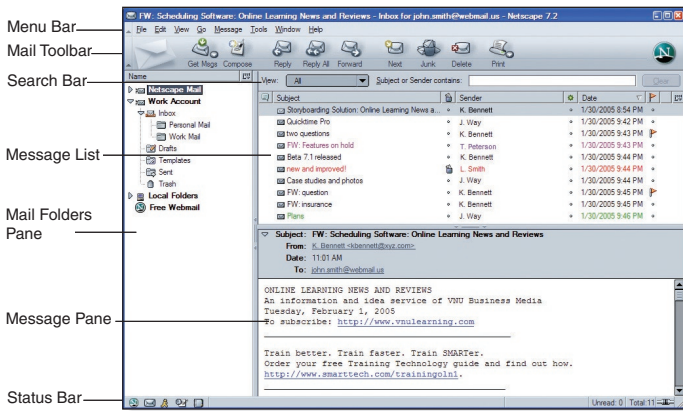 FW: Scheduling Software: Online Learning News and Reviews - Inbox for john.smith@webmail.us - Netscape 7.2
Menu Bar
File Edit View Go Message Tools Window Help
Mail Toolbar
Get Msgs Compose Reply Reply All Forward Next Junk Delete Print
N
Search Bar
Name
View: All Subject or Sender contains: Clear
Netscape Mail
Work Account
Inbox
Personal Mail
Work Mail
Drafts
Templates
Sent
Trash
Local Folders
Free Webmail
Message List
Mail Folders
Pane
Subject Sender Date
Storyboarding Solution: Online Learning News a... K. Bennett 1/30/2005 8:54 PM
Quicktime Pro J. Way 1/30/2005 9:42 PM
two questions K. Bennett 1/30/2005 9:43 PM
FW: Features on hold T. Peterson 1/30/2005 9:43 PM
Beta 7.1 released K. Bennett 1/30/2005 9:44 PM
new and improved! L. Smith 1/30/2005 9:44 PM
Case studies and photos J. Way 1/30/2005 9:44 PM
FW: question K. Bennett 1/30/2005 9:45 PM
FW: insurance K. Bennett 1/30/2005 9:45 PM
Plans J. Way 1/30/2005 9:46 PM
Subject: FW: Scheduling Software: Online Learning News and Reviews
From: K. Bennett <kbennett@xyz.com>
Date: 11:01 AM
To: john.smith@webmail.us
Message Pane
ONLINE LEARNING NEWS AND REVIEWS
An information and idea service of VNU Business Media
Tuesday, February 1, 2005
To subscribe: http://www.vnulearning.com
Train better. Train faster. Train SMARTer.
Order your free Training Technology guide and find out how.
http://www.smarttech.com/trainingoln1.
Status Bar
Unread: 0 Total: 11